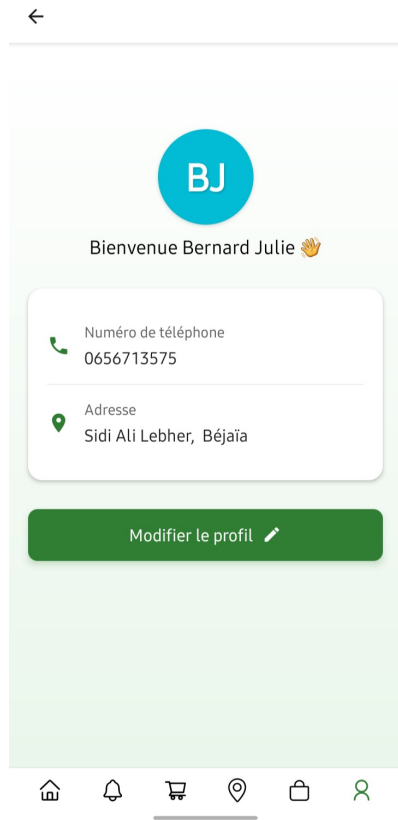 BJ
Bienvenue Bernard Julie 👋
Numéro de téléphone
0656713575
Adresse
Sidi Ali Lebher, Béjaïa
Modifier le profil